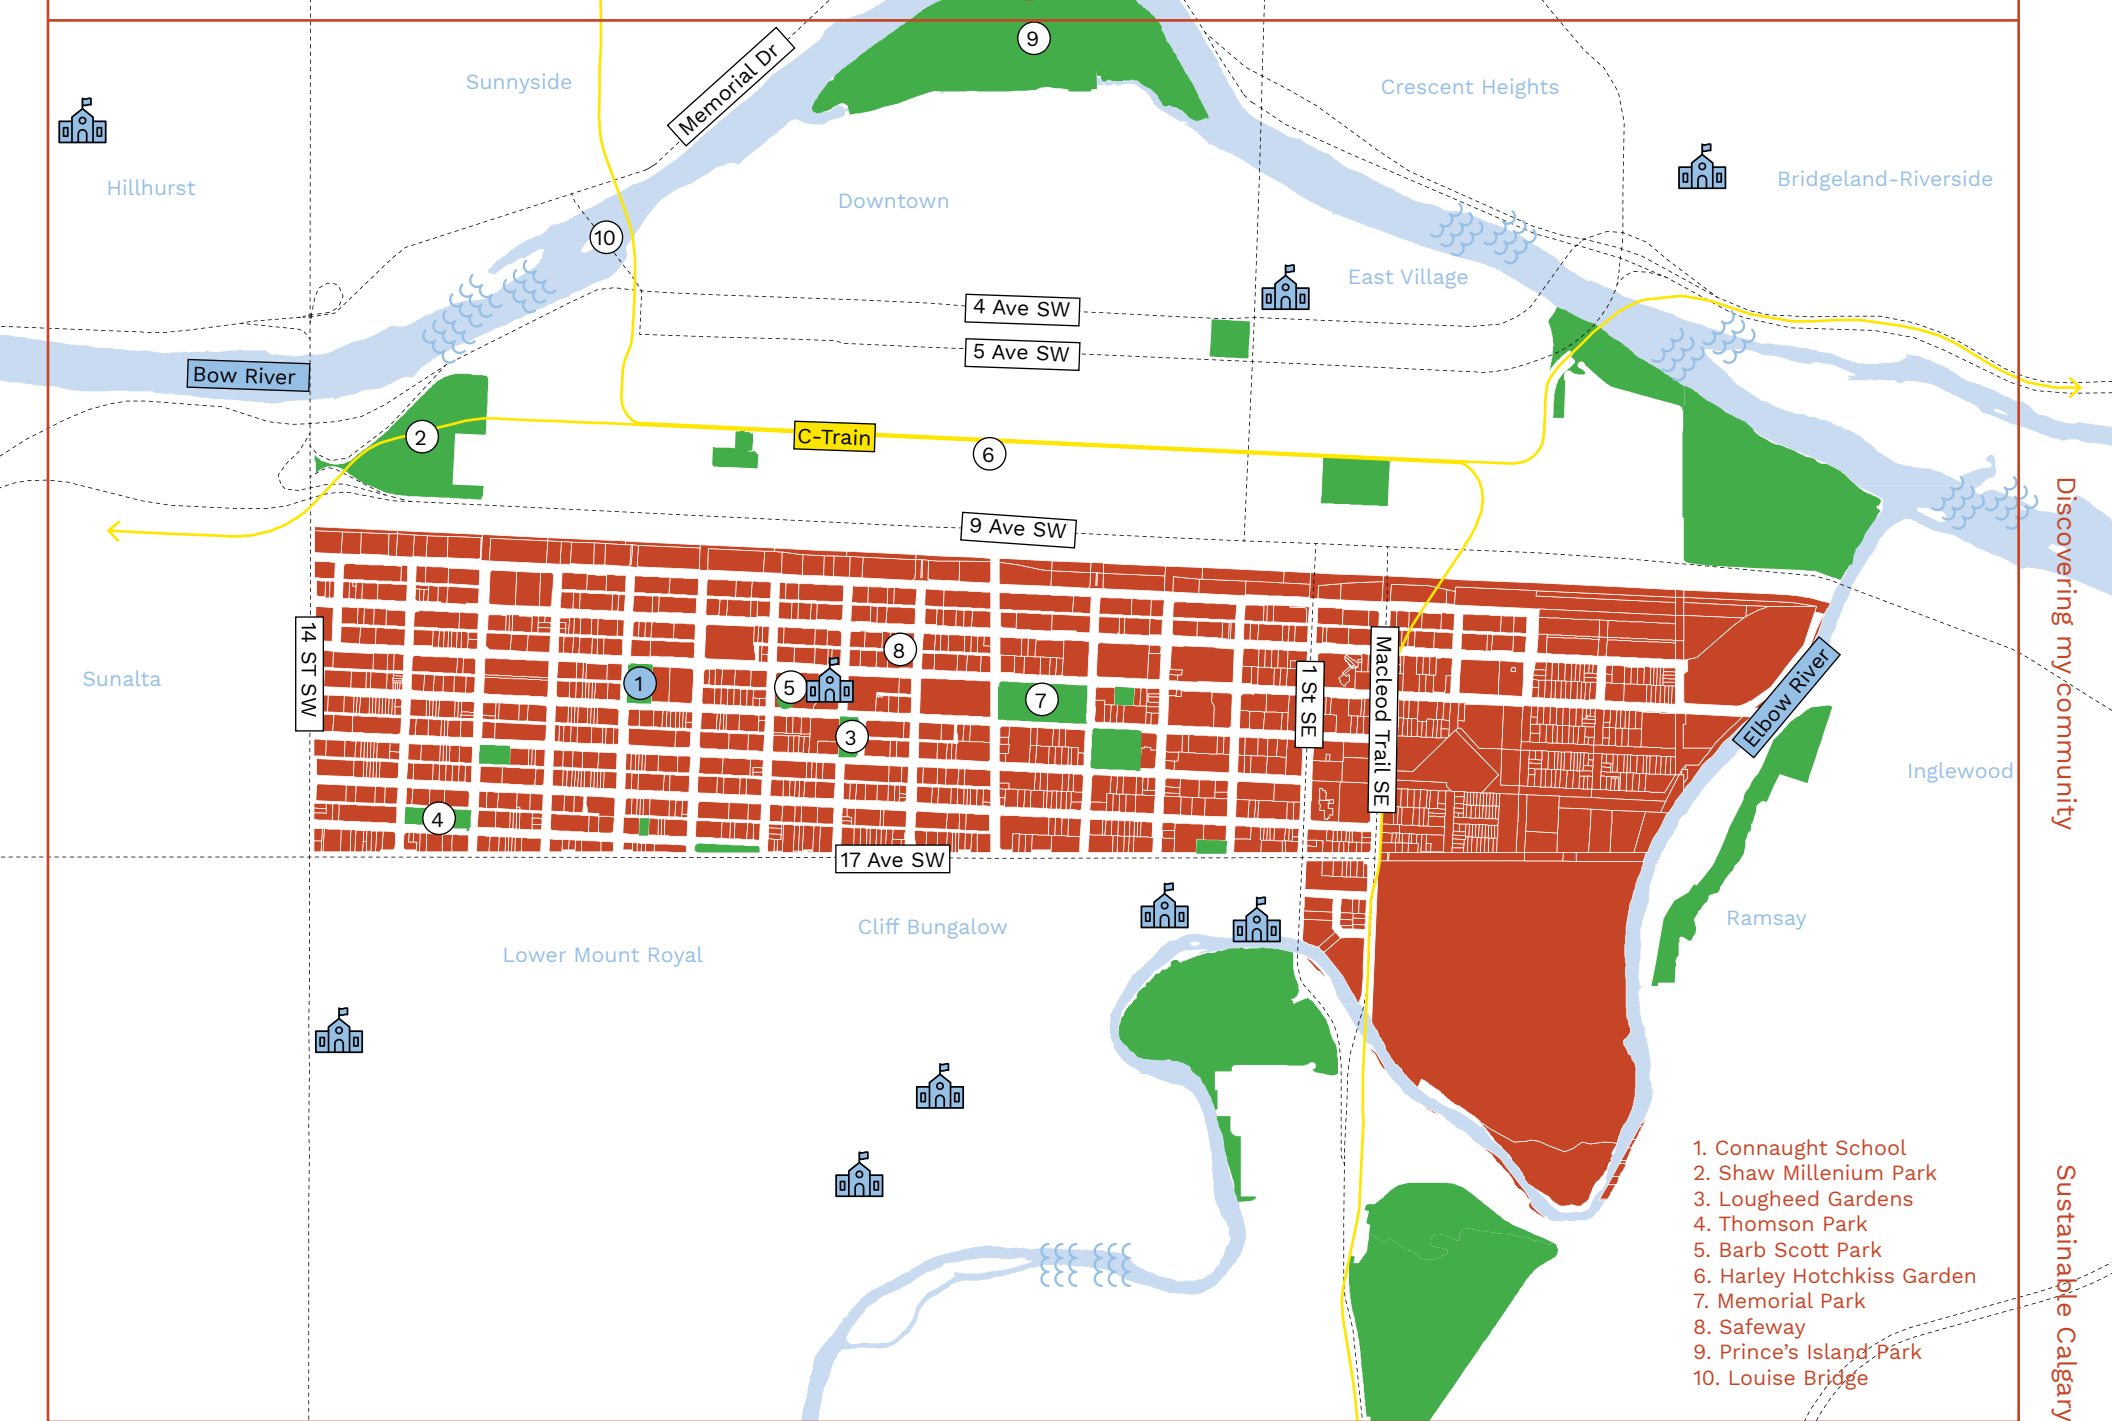 9
Memorial Dr
Sunnyside
Crescent Heights
Hillhurst
Bridgeland-Riverside
Downtown
10
East Village
4 Ave SW
5 Ave SW
Bow River
2
C-Train
6
9 Ave SW
Discovering my community
14 ST SW
Sunalta
8
1
5
7
3
1 St SE
Macleod Trail SE
Elbow River
Inglewood
4
17 Ave SW
Ramsay
Cliff Bungalow
Lower Mount Royal
1. Connaught School
2. Shaw Millenium Park
3. Lougheed Gardens
4. Thomson Park
5. Barb Scott Park
6. Harley Hotchkiss Garden
7. Memorial Park
8. Safeway
9. Prince’s Island Park
10. Louise Bridge
Sustainable Calgary